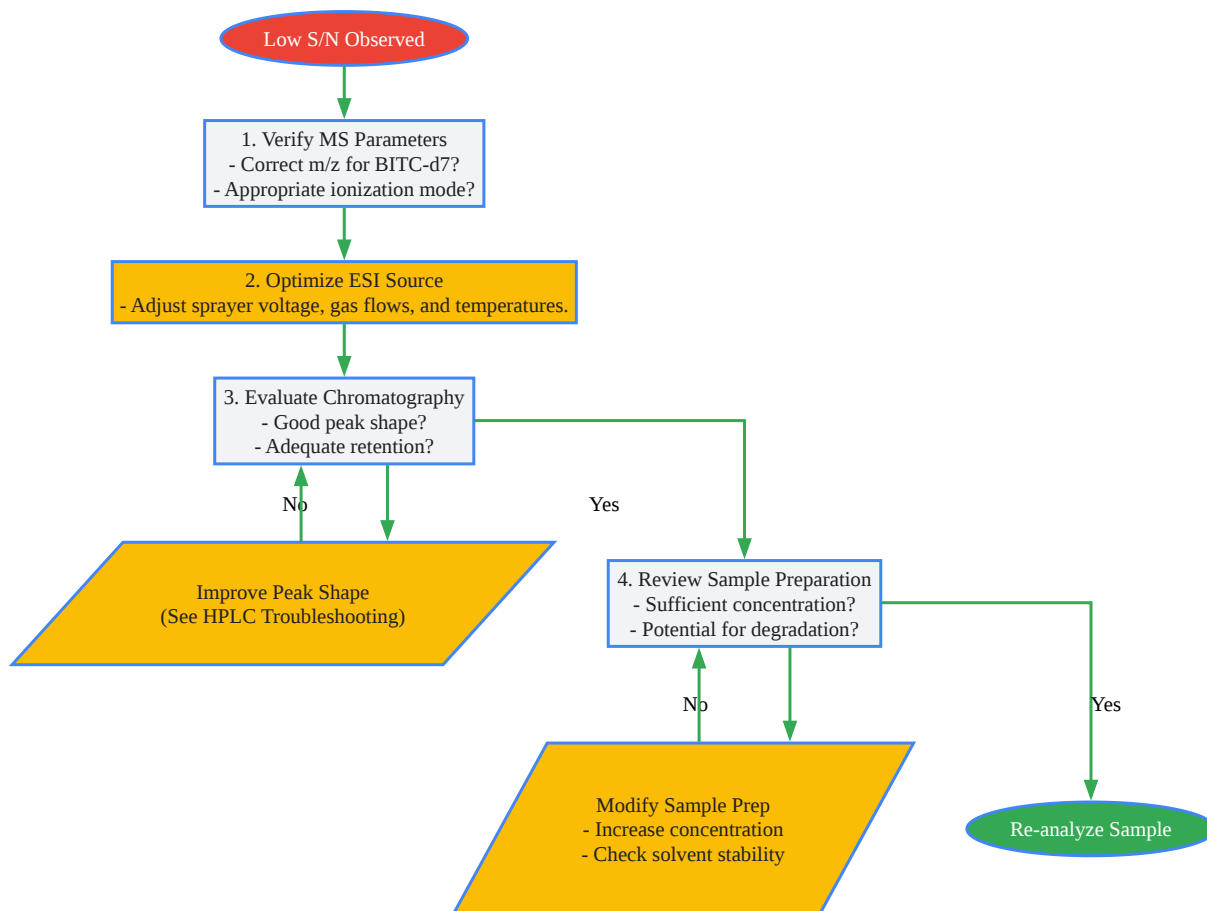 Low S/N Observed
1. Verify MS Parameters
- Correct m/z for BITC-d7?
- Appropriate ionization mode?
2. Optimize ESI Source
- Adjust sprayer voltage, gas flows, and temperatures.
3. Evaluate Chromatography
- Good peak shape?
- Adequate retention?
No
Yes
Improve Peak Shape
(See HPLC Troubleshooting)
4. Review Sample Preparation
- Sufficient concentration?
- Potential for degradation?
No
Yes
Modify Sample Prep
- Increase concentration
- Check solvent stability
Re-analyze Sample